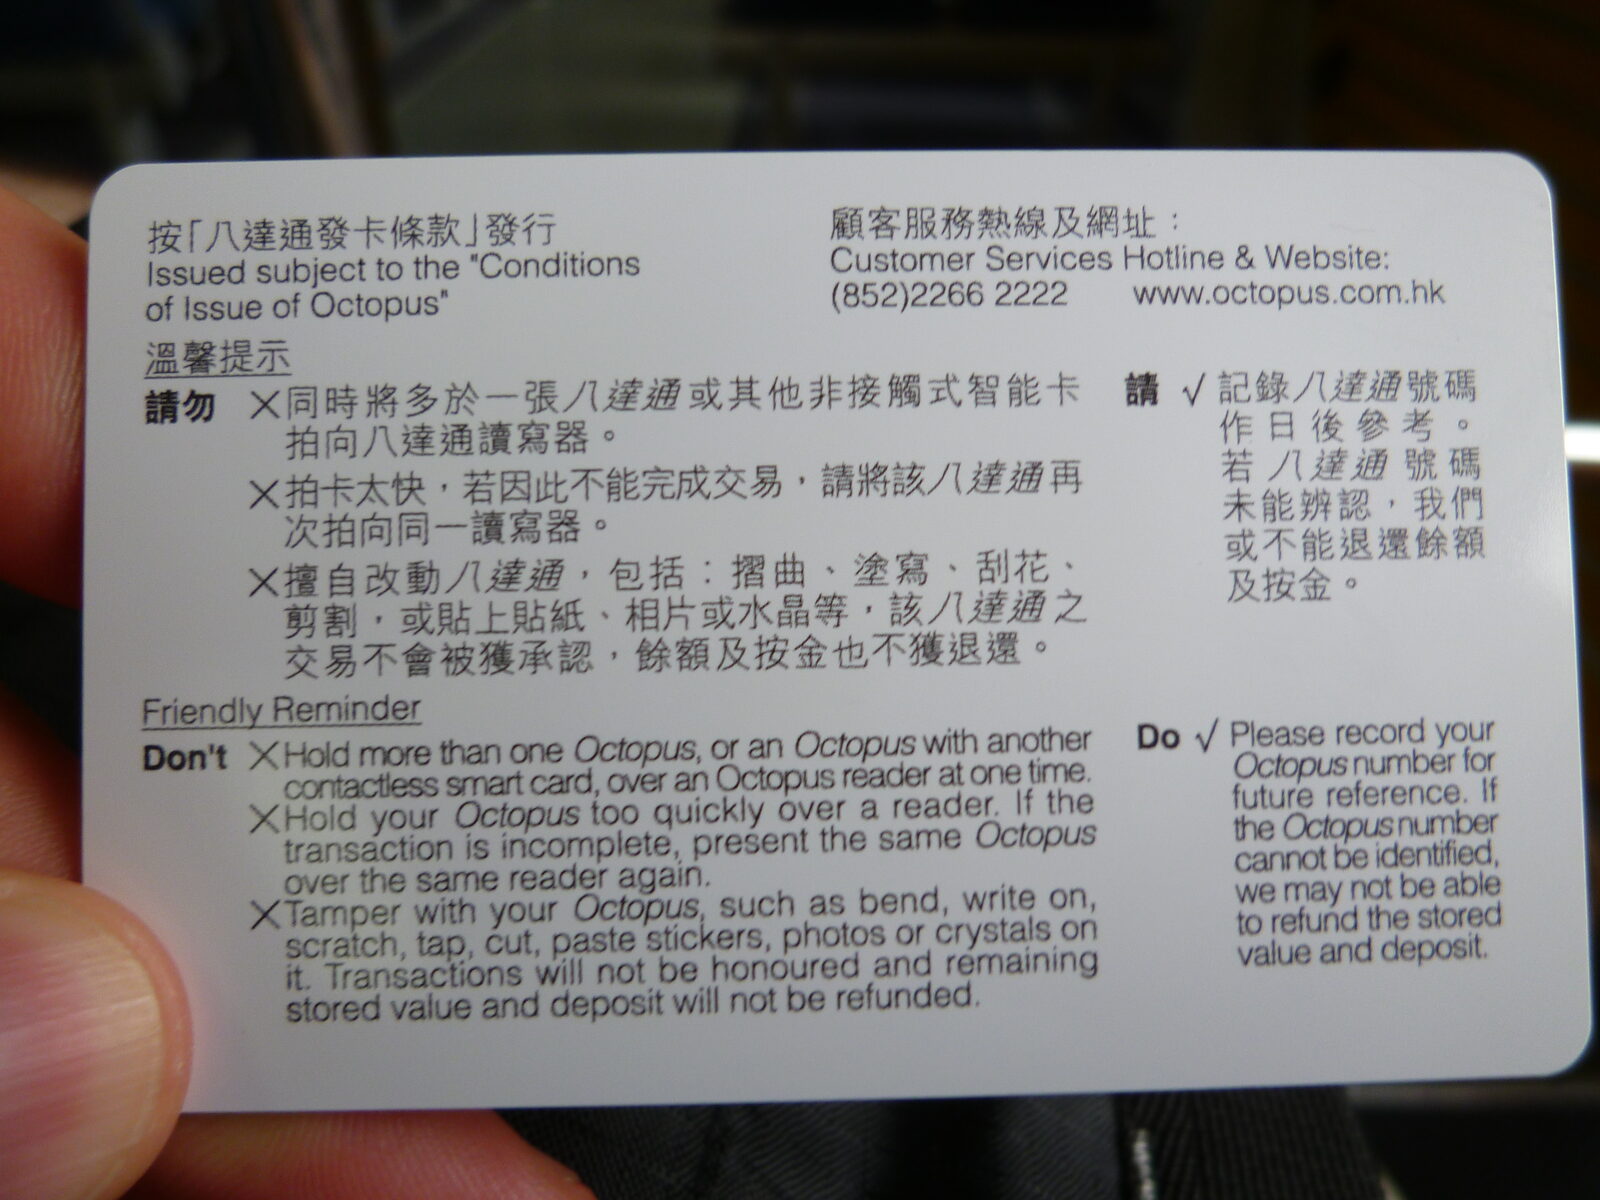 按「八達通發卡條款」發行
Issued subject to the "Conditions
of Issue of Octopus"
顧客服務熱線及網址：
Customer Services Hotline & Website:
(852)2266 2222 www.octopus.com.hk
溫馨提示
請勿 ✕同時將多於一張八達通或其他非接觸式智能卡
拍向八達通讀寫器。
✕拍卡太快，若因此不能完成交易，請將該八達通再
次拍向同一讀寫器。
✕擅自改動八達通，包括：摺曲、塗寫、刮花、
剪割，或貼上貼紙、相片或水晶等，該八達通之
交易不會被獲承認，餘額及按金也不獲退還。
請 √ 記錄八達通號碼
作日後參考。
若八達通號碼
未能辨認，我們
或不能退還餘額
及按金。
Friendly Reminder
Don't ✕Hold more than one Octopus, or an Octopus with another
contactless smart card, over an Octopus reader at one time.
✕Hold your Octopus too quickly over a reader. If the
transaction is incomplete, present the same Octopus
over the same reader again.
✕Tamper with your Octopus, such as bend, write on,
scratch, tap, cut, paste stickers, photos or crystals on
it. Transactions will not be honoured and remaining
stored value and deposit will not be refunded.
Do √ Please record your
Octopus number for
future reference. If
the Octopus number
cannot be identified,
we may not be able
to refund the stored
value and deposit.